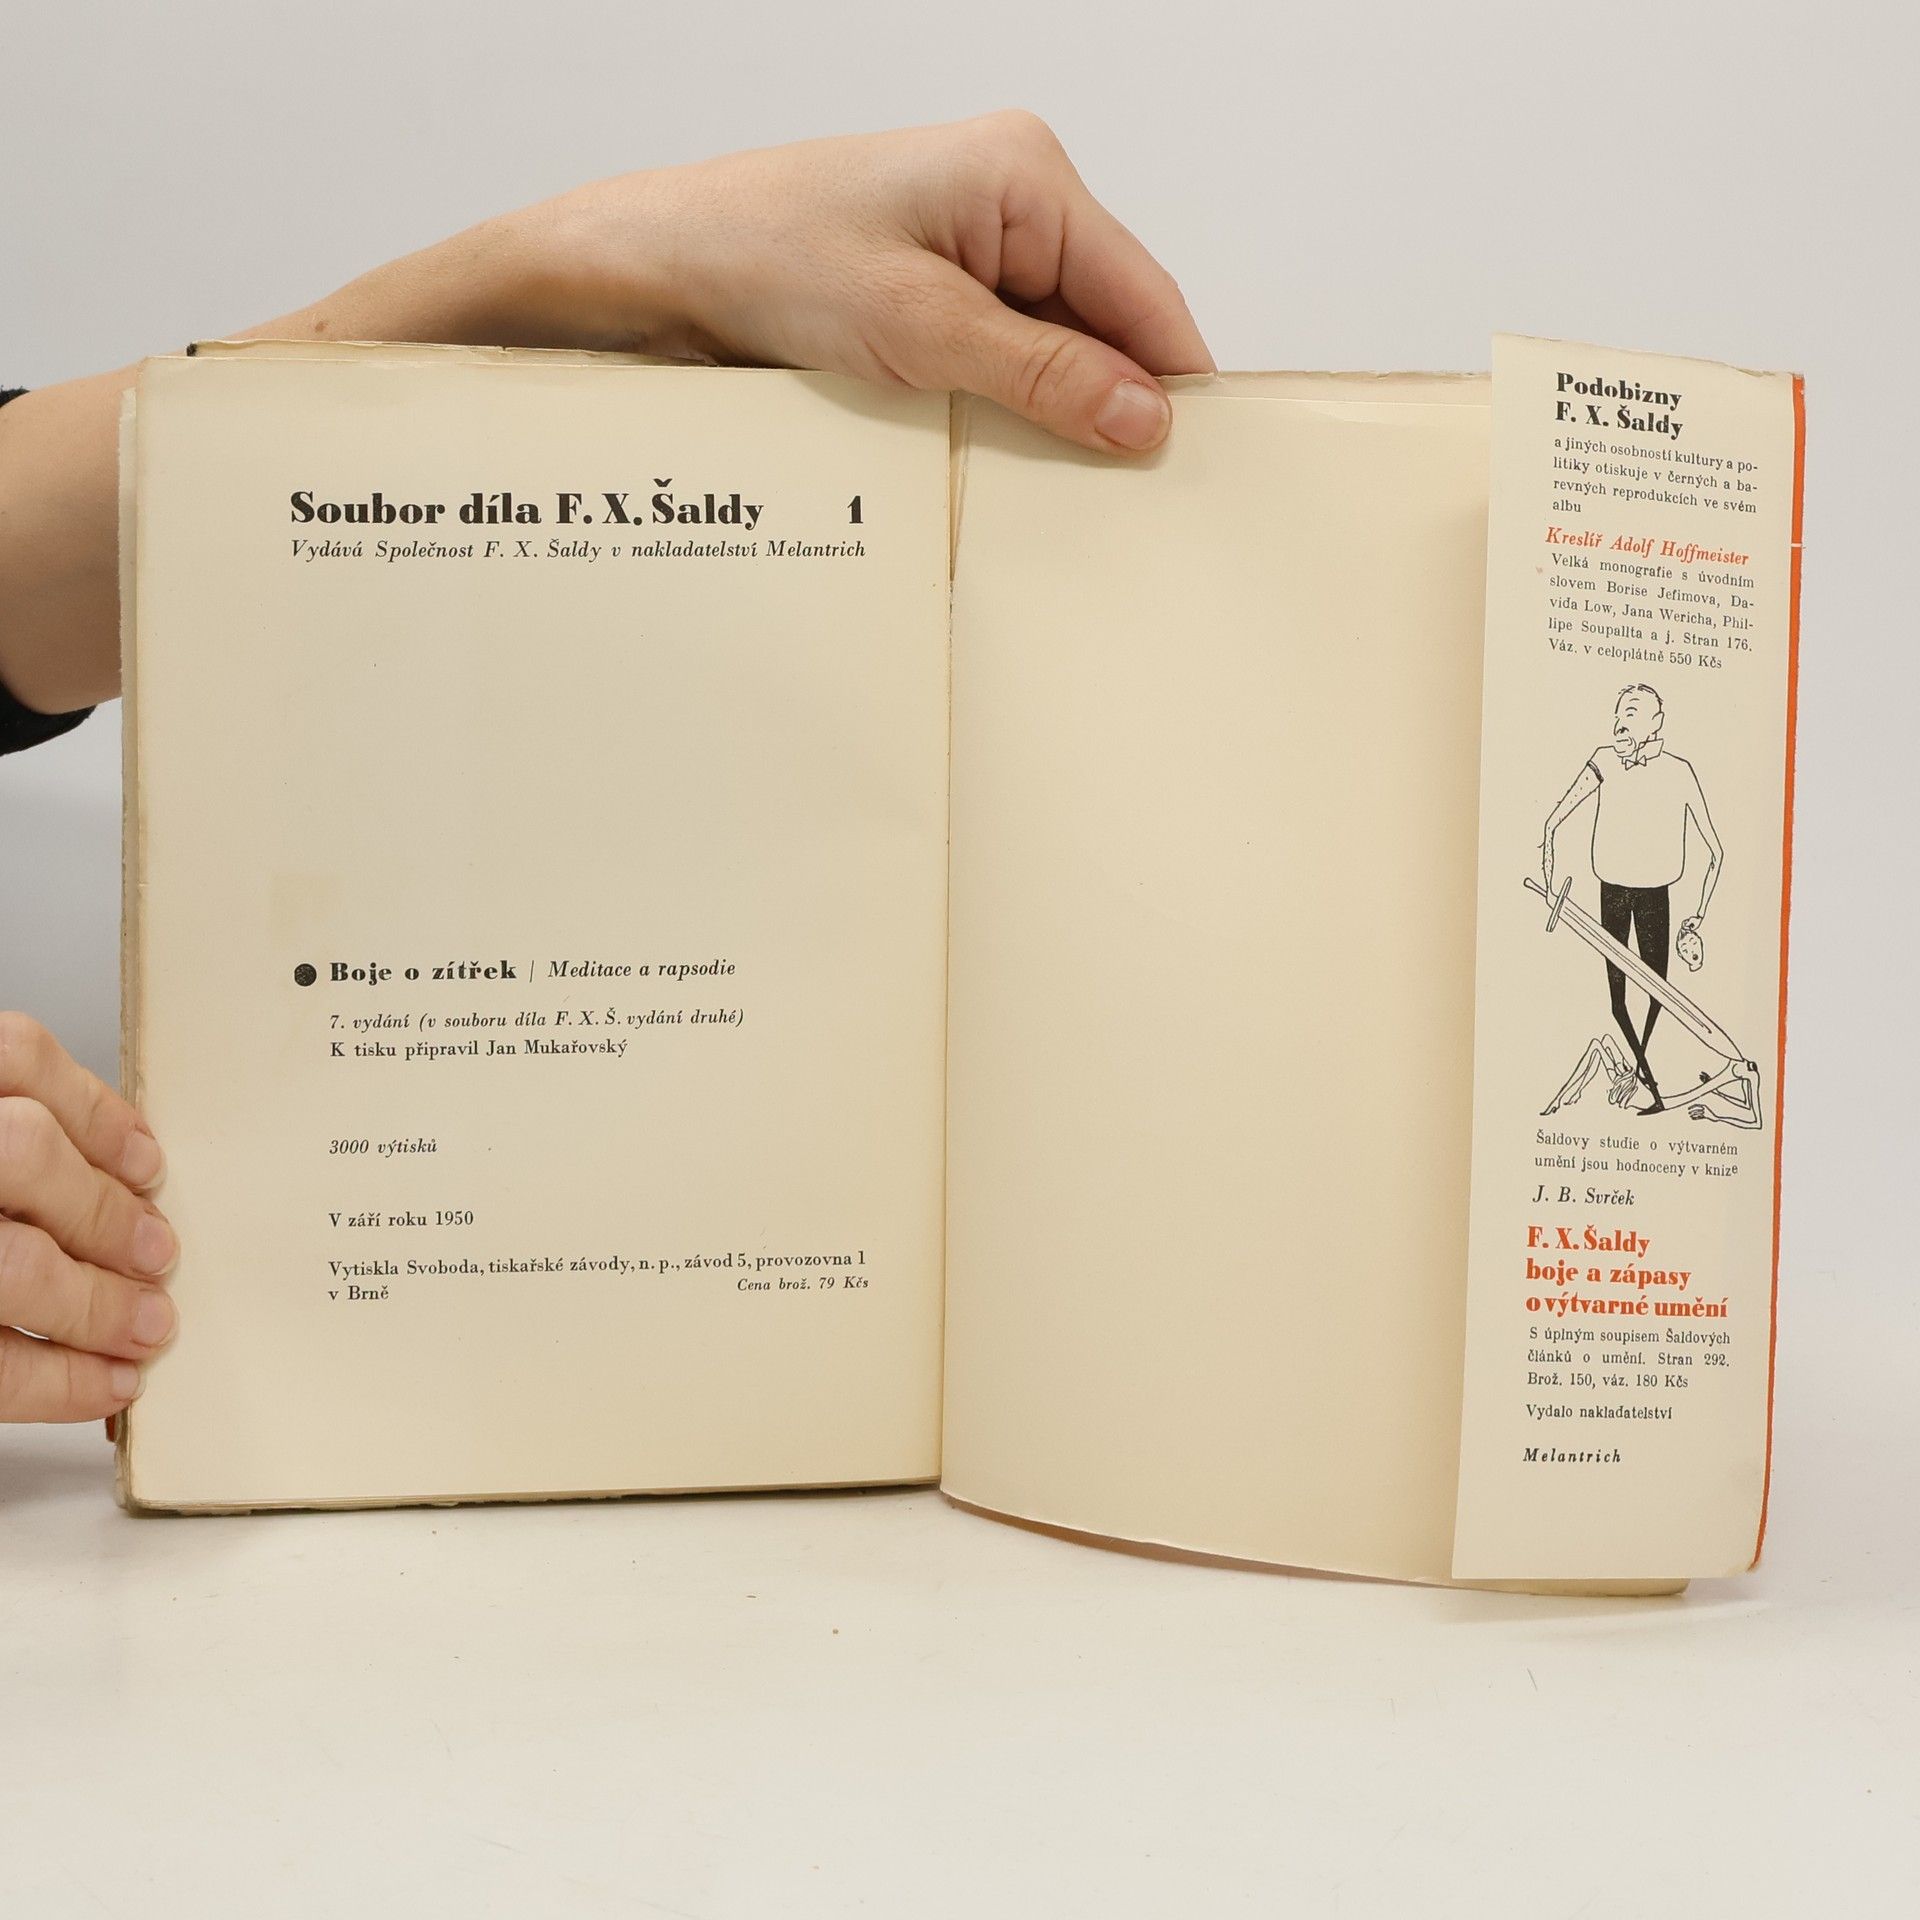 Soubor díla F. X. Šaldy 1
Vydává Společnost F. X. Šaldy v nakladatelství Melantrich
Boje o zítřek | Meditace a rapsodie
7. vydání (v souboru díla F. X. Š. vydání druhé)
K tisku připravil Jan Mukařovský
3000 výtisků
V září roku 1950
Vytiskla Svoboda, tiskařské závody, n. p., závod 5, provozovna 1
v Brně
Cena brož. 79 Kčs
Podobizny
F. X. Šaldy
a jiných osobností kultury a po-
litiky otiskuje v černých a ba-
revných reprodukcích ve svém
albu
Kreslíř Adolf Hoffmeister
Velká monografie s úvodním
slovem Borise Jefimova, Da-
vida Low, Jana Wericha, Phil-
lipe Soupallta a j. Stran 176.
Váz. v celoplátně 550 Kčs
Šaldovy studie o výtvarném
umění jsou hodnoceny v knize
J. B. Svrček
F. X. Šaldy
boje a zápasy
o výtvarné umění
S úplným soupisem Šaldových
článků o umění. Stran 292.
Brož. 150, váz. 180 Kčs
Vydalo nakladatelství
Melantrich